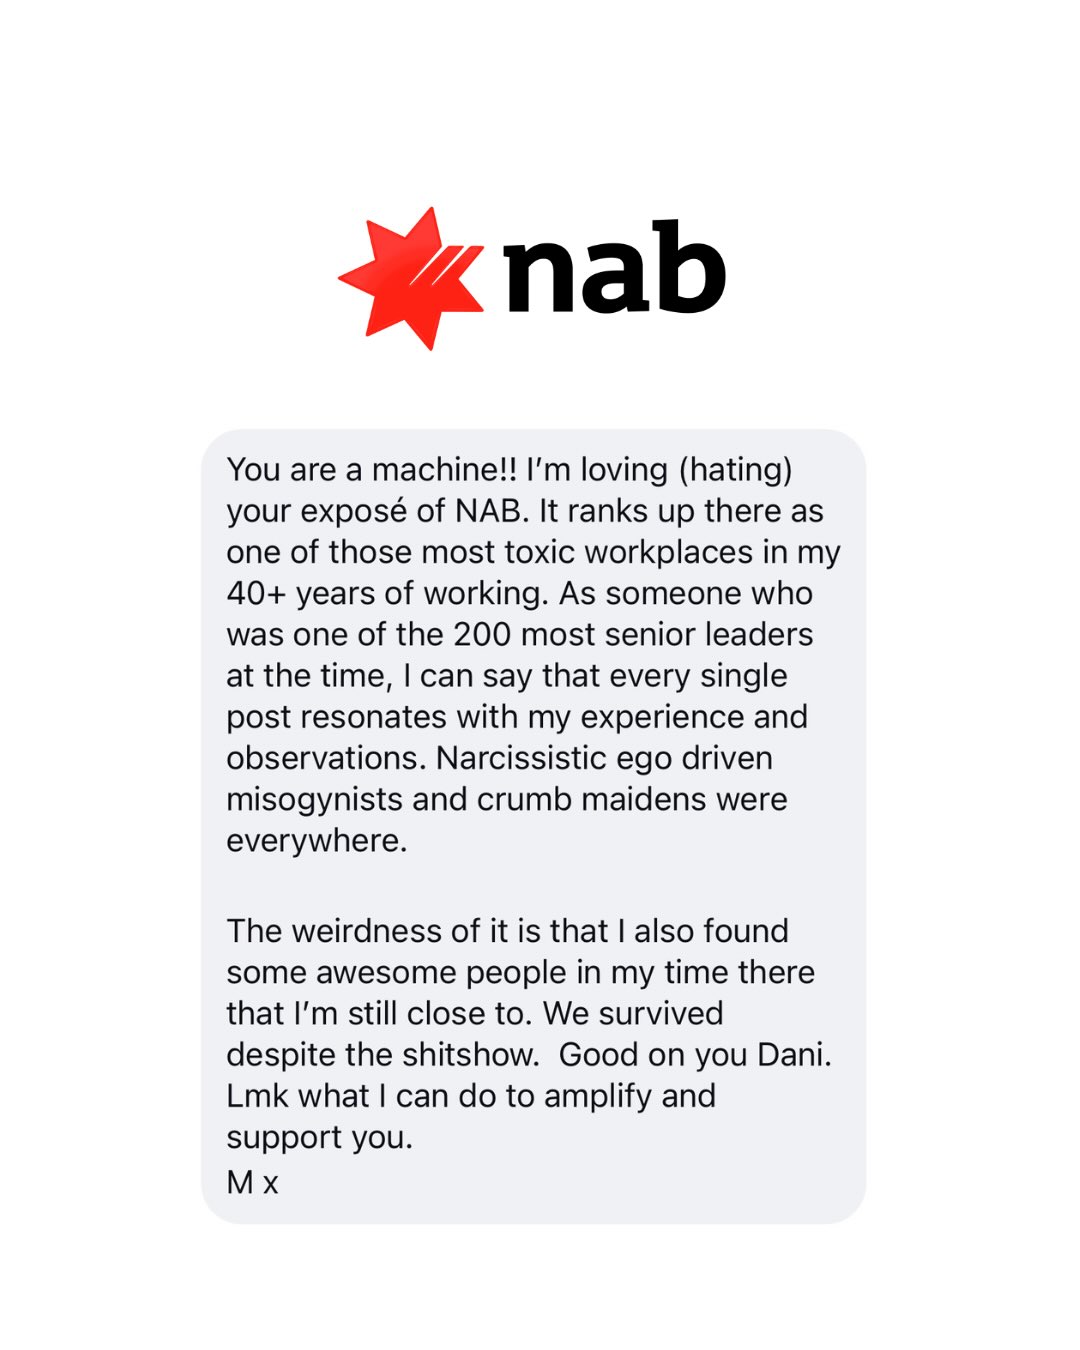 nab
You are a machine!! I’m loving (hating)
your exposé of NAB. It ranks up there as
one of those most toxic workplaces in my
40+ years of working. As someone who
was one of the 200 most senior leaders
at the time, I can say that every single
post resonates with my experience and
observations. Narcissistic ego driven
misogynists and crumb maidens were
everywhere.
The weirdness of it is that I also found
some awesome people in my time there
that I’m still close to. We survived
despite the shitshow.  Good on you Dani.
Lmk what I can do to amplify and
support you.
M x